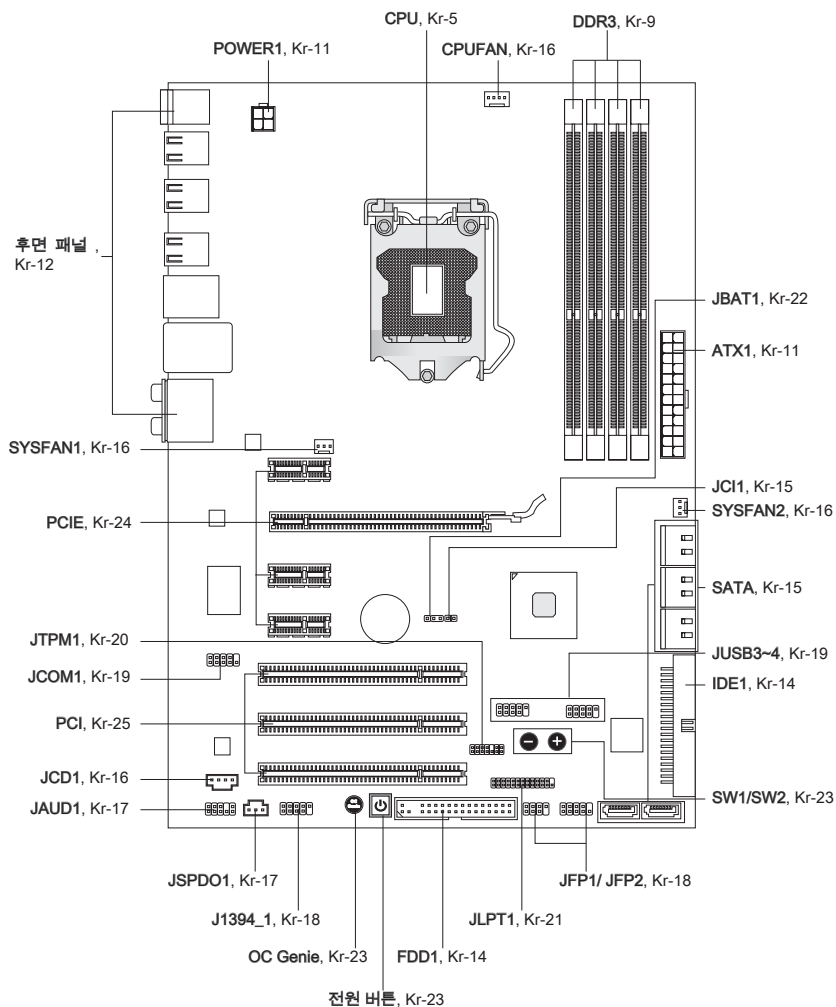 CPU, Kr-5
DDR3, Kr-9
POWER1, Kr-11
CPUFAN, Kr-16
후면 패널 ,
Kr-12
JBAT1, Kr-22
ATX1, Kr-11
SYSFAN1, Kr-16
JCI1, Kr-15
PCIE, Kr-24
SYSFAN2, Kr-16
SATA, Kr-15
JTPM1, Kr-20
JUSB3~4, Kr-19
JCOM1, Kr-19
IDE1, Kr-14
PCI, Kr-25
JCD1, Kr-16
SW1/SW2, Kr-23
JAUD1, Kr-17
JSPDO1, Kr-17
JFP1/ JFP2, Kr-18
J1394_1, Kr-18
JLPT1, Kr-21
OC Genie, Kr-23
FDD1, Kr-14
전원 버튼, Kr-23